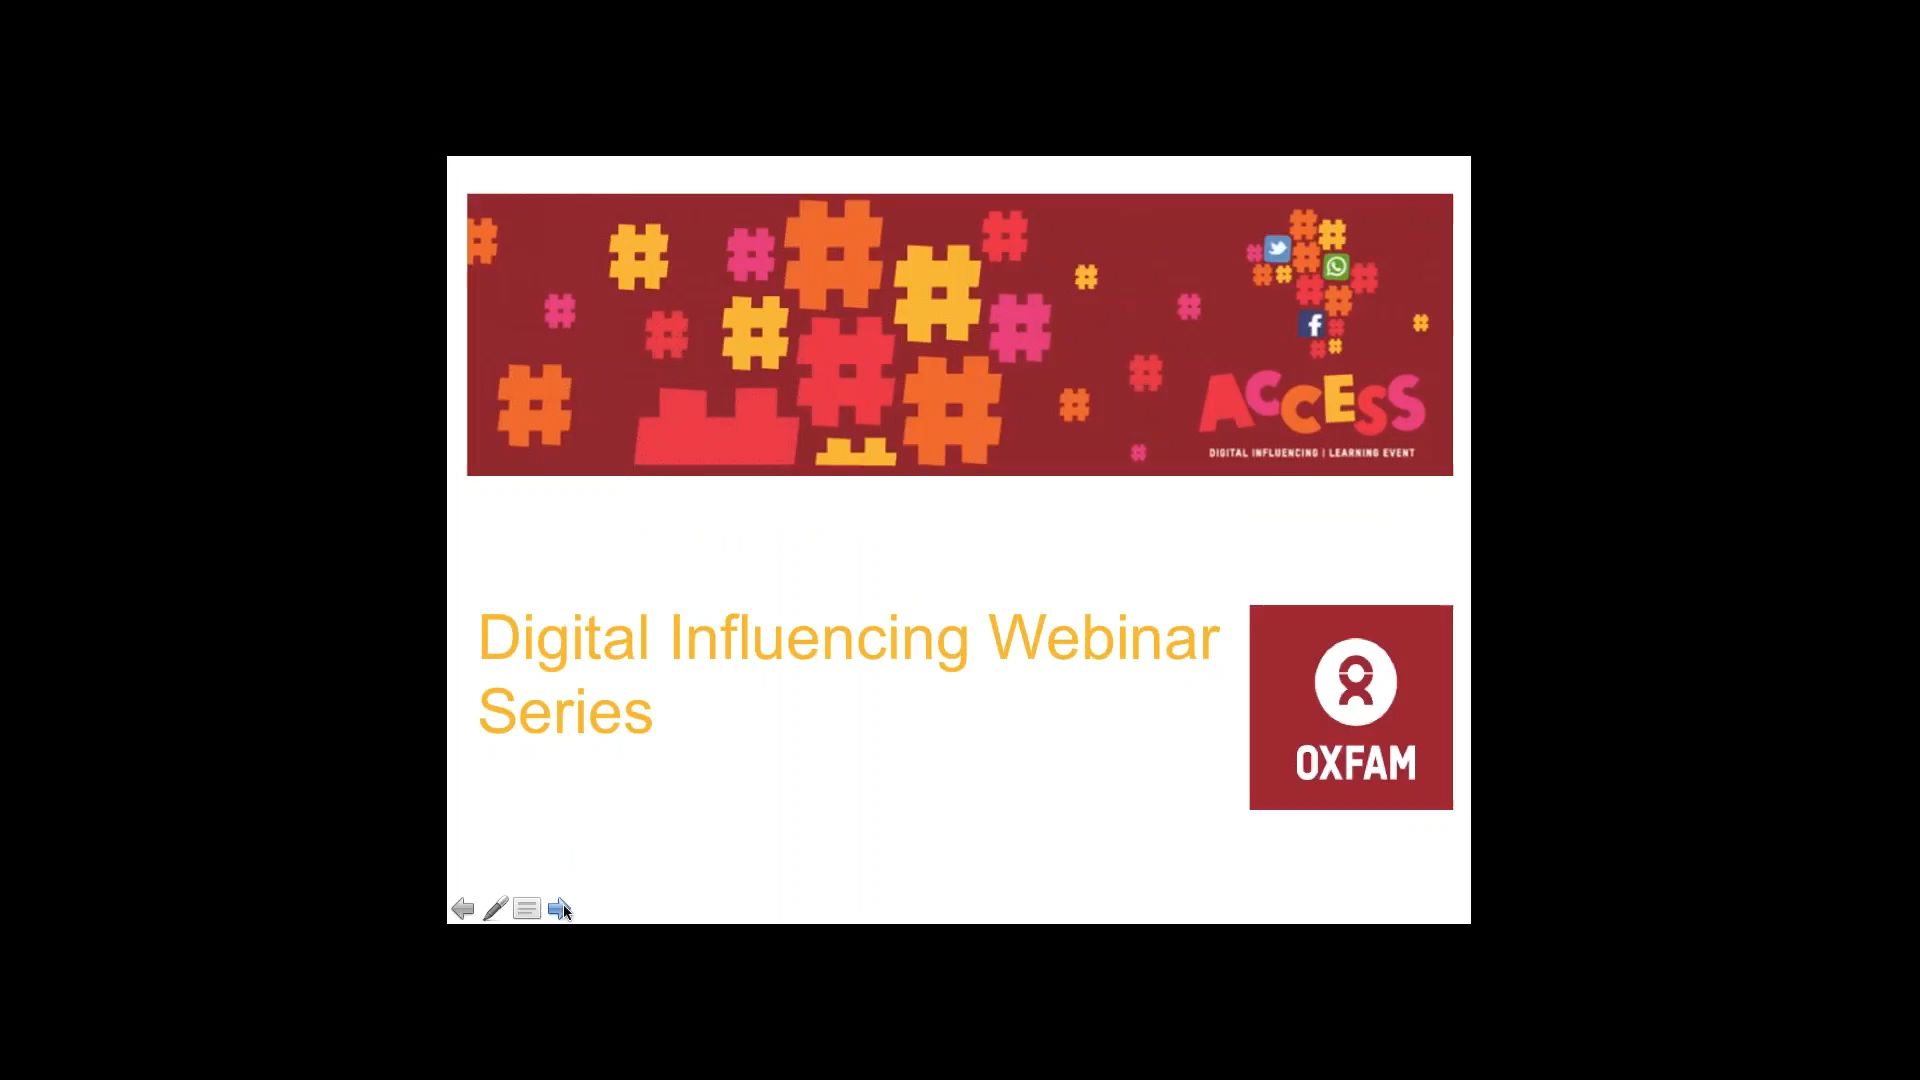 ACCESS
DIGITAL INFLUENCING | LEARNING EVENT
Digital Influencing Webinar
Series
OXFAM